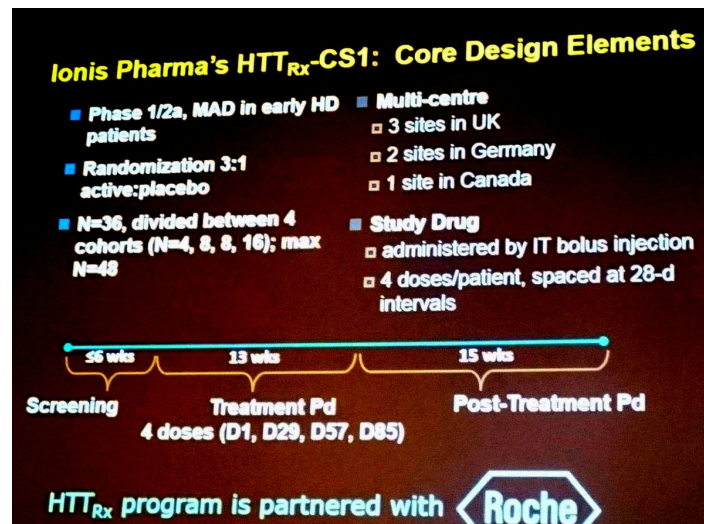 Ionis Pharma's HTTRx-CS1: Core Design Elements
Phase 1/2a, MAD in early HD
patients
Randomization 3:1
active:placebo
N=36, divided between 4
cohorts (N=4, 8, 8, 16); max
N=48
Multi-centre
3 sites in UK
2 sites in Germany
1 site in Canada
Study Drug
administered by IT bolus injection
4 doses/patient, spaced at 28-d
intervals
≤6 wks
13 wks
15 wks
Screening
Treatment Pd
4 doses (D1, D29, D57, D85)
Post-Treatment Pd
HTTRx program is partnered with
Roche